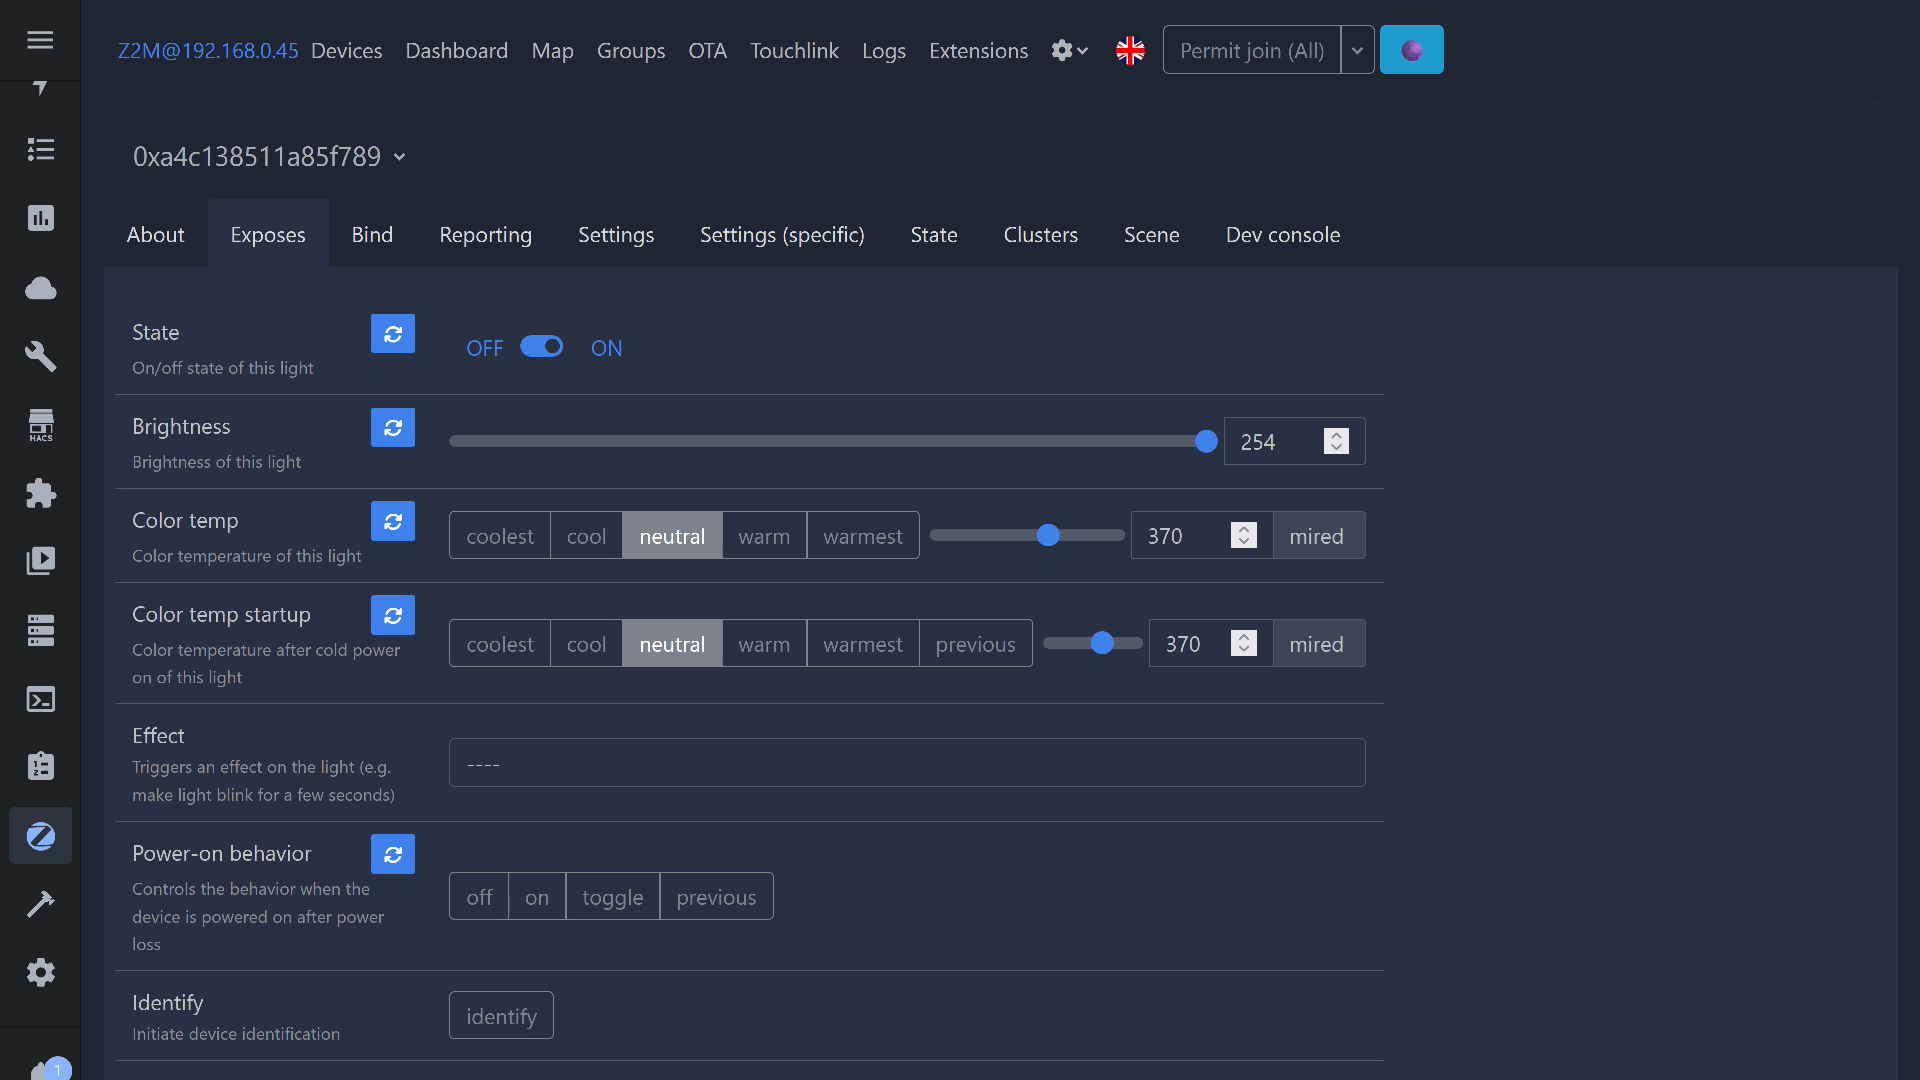 Z2M@192.168.0.45 Devices Dashboard Map Groups OTA Touchlink Logs Extensions Permit join (All)
0xa4c138511a85f789
About Exposes Bind Reporting Settings Settings (specific) State Clusters Scene Dev console
State
OFF ON
On/off state of this light
Brightness
254
Brightness of this light
Color temp
coolest cool neutral warm warmest 370 mired
Color temperature of this light
Color temp startup
coolest cool neutral warm warmest previous 370 mired
Color temperature after cold power
on of this light
Effect
Triggers an effect on the light (e.g.
make light blink for a few seconds)
----
Power-on behavior
Controls the behavior when the
device is powered on after power
loss
off on toggle previous
Identify
Initiate device identification
identify
HACS
1
2
1